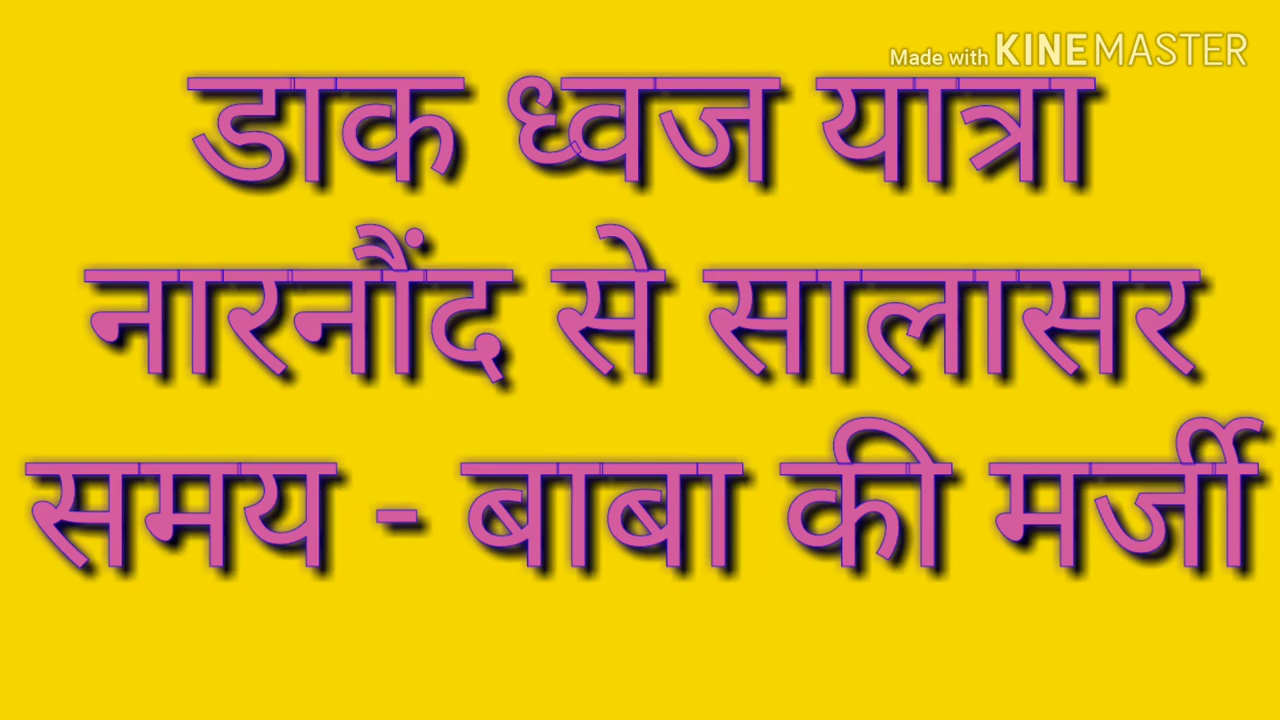 Made with KINEMASTER
डाक ध्वज यात्रा
नारनौंद से सालासर
समय - बाबा की मर्जी